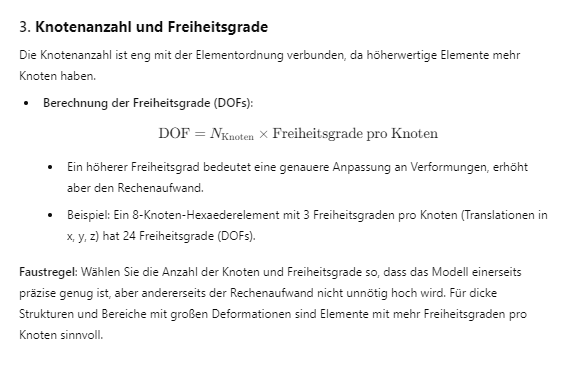 3. Knotenanzahl und Freiheitsgrade
Die Knotenanzahl ist eng mit der Elementordnung verbunden, da höherwertige Elemente mehr
Knoten haben.
• Berechnung der Freiheitsgrade (DOFs):
DOF = N_Knoten × Freiheitsgrade pro Knoten
• Ein höherer Freiheitsgrad bedeutet eine genauere Anpassung an Verformungen, erhöht
aber den Rechenaufwand.
• Beispiel: Ein 8-Knoten-Hexaederelement mit 3 Freiheitsgraden pro Knoten (Translationen in
x, y, z) hat 24 Freiheitsgrade (DOFs).
Faustregel: Wählen Sie die Anzahl der Knoten und Freiheitsgrade so, dass das Modell einerseits
präzise genug ist, aber andererseits der Rechenaufwand nicht unnötig hoch wird. Für dicke
Strukturen und Bereiche mit großen Deformationen sind Elemente mit mehr Freiheitsgraden pro
Knoten sinnvoll.